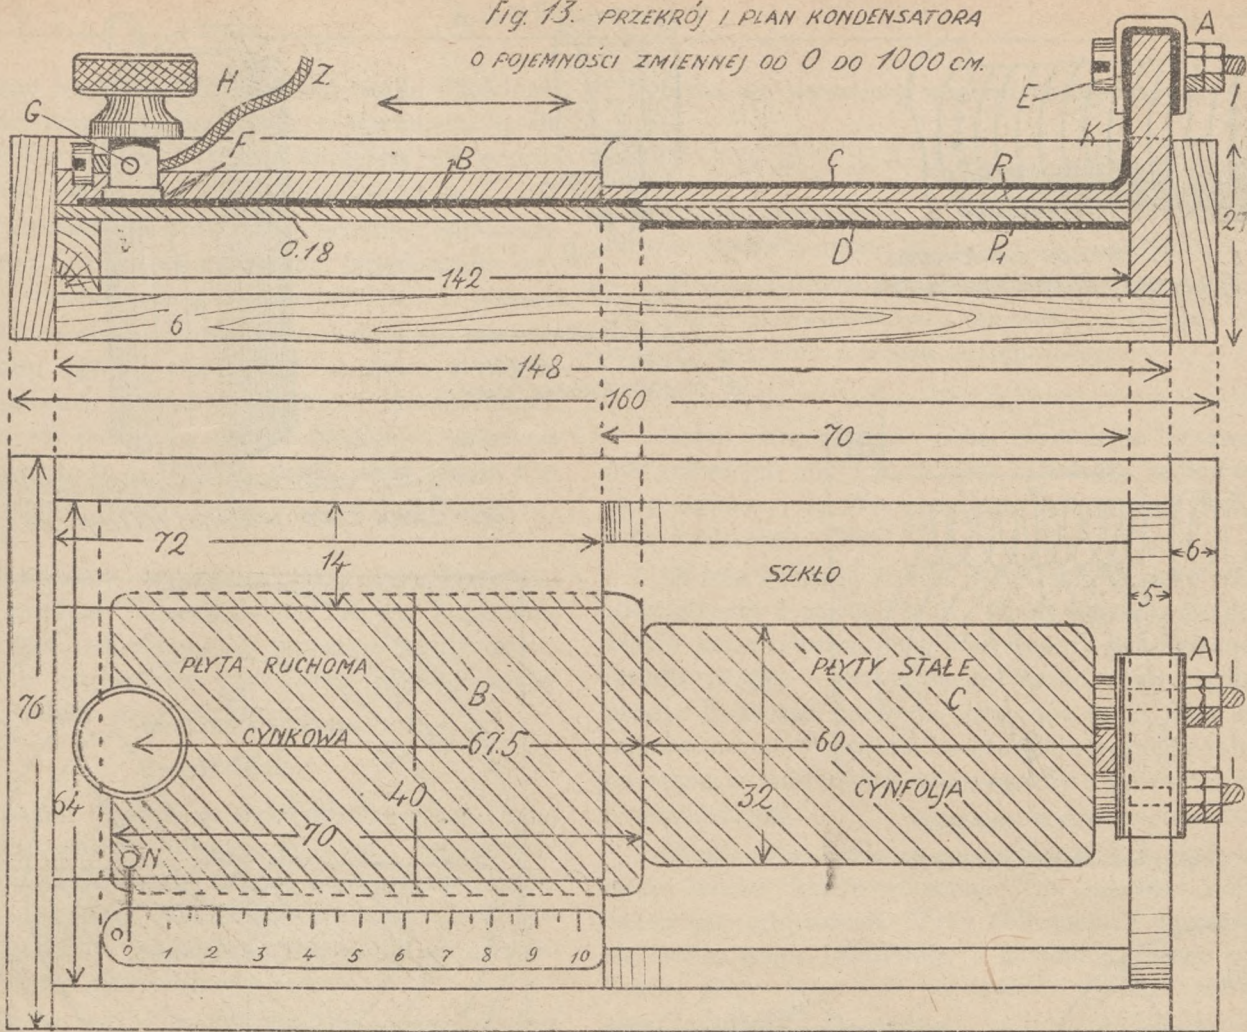 Fig. 13. PRZEKRÓJ I PLAN KONDENSATORA
O POJEMNOŚCI ZMIENNEJ OD 0 DO 1000 CM.
A
H Z
G
E
I
F
K
B
C P
27
0.18
D P₁
142
6
148
160
70
72
14
6
SZKŁO
5
PŁYTA RUCHOMA
PŁYTY STAŁE
A
76
B
C
I
CYNKOWA
67.5
60
64
40
32
CYNFOLJA
I
70
N
0 1 2 3 4 5 6 7 8 9 10